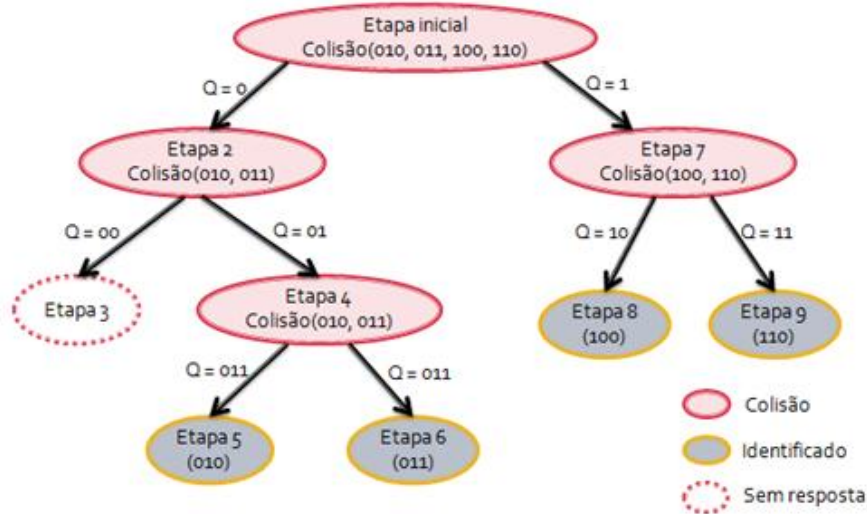 Etapa inicial
Colisão(010, 011, 100, 110)
Q = 0
Q = 1
Etapa 2
Colisão(010, 011)
Etapa 7
Colisão(100, 110)
Q = 00
Q = 01
Q = 10
Q = 11
Etapa 3
Etapa 4
Colisão(010, 011)
Etapa 8
(100)
Etapa 9
(110)
Q = 011
Q = 011
Etapa 5
(010)
Etapa 6
(011)
Colisão
Identificado
Sem resposta